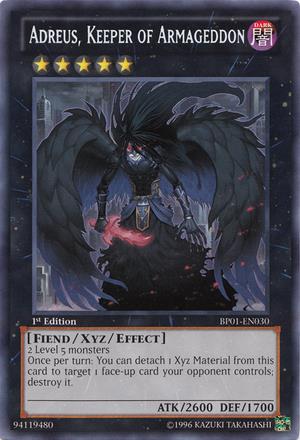 ADREUS, KEEPER OF ARMAGEDDON
DARK
闇
1st Edition
BP01-EN030
[FIEND/XYZ/EFFECT]
2 Level 5 monsters
Once per turn: You can detach 1 Xyz Material from this
card to target 1 face-up card your opponent controls;
destroy it.
ATK/2600 DEF/1700
94119480
©1996 KAZUKI TAKAHASHI